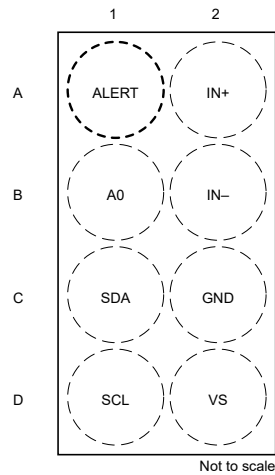 1 2
A ALERT IN+
B A0 IN–
C SDA GND
D SCL VS
Not to scale